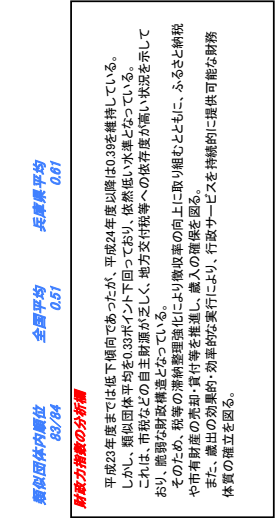 類似団体内順位 全国平均 兵庫県平均
83/84 0.51 0.61
財政力指数の分析欄
平成23年度までは低下傾向であったが、平成24年度以降は0.39を維持している。
しかし、類似団体平均を0.33ポイント下回っており、依然低い水準となっている。
これは、市税などの自主財源が乏しく、地方交付税等への依存度が高い状況を示して
おり、脆弱な財政構造となっている。
そのため、税等の滞納整理強化により徴収率の向上に取り組むとともに、ふるさと納税
や市有財産の売却・貸付等を推進し、歳入の確保を図る。
また、歳出の効果的・効率的な実行により、行政サービスを持続的に提供可能な財務
体質の確立を図る。